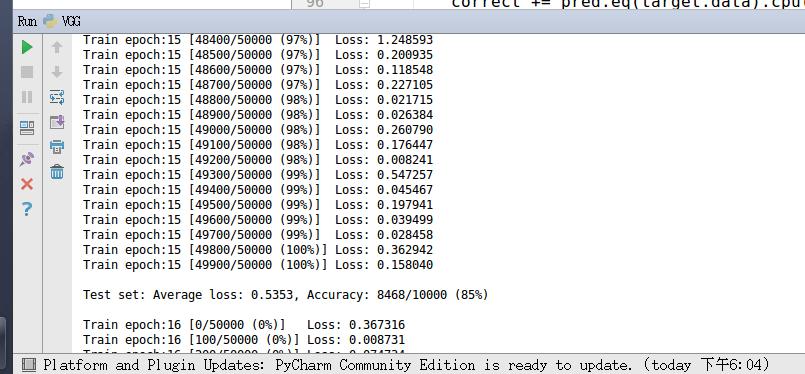 96 correct += pred.eq(target.data).cpu(
Run VGG
Train epoch:15 [48400/50000 (97%)] Loss: 1.248593
Train epoch:15 [48500/50000 (97%)] Loss: 0.200935
Train epoch:15 [48600/50000 (97%)] Loss: 0.118548
Train epoch:15 [48700/50000 (97%)] Loss: 0.227105
Train epoch:15 [48800/50000 (98%)] Loss: 0.021715
Train epoch:15 [48900/50000 (98%)] Loss: 0.026384
Train epoch:15 [49000/50000 (98%)] Loss: 0.260790
Train epoch:15 [49100/50000 (98%)] Loss: 0.176447
Train epoch:15 [49200/50000 (98%)] Loss: 0.008241
Train epoch:15 [49300/50000 (99%)] Loss: 0.547257
Train epoch:15 [49400/50000 (99%)] Loss: 0.045467
Train epoch:15 [49500/50000 (99%)] Loss: 0.197941
Train epoch:15 [49600/50000 (99%)] Loss: 0.039499
Train epoch:15 [49700/50000 (99%)] Loss: 0.028458
Train epoch:15 [49800/50000 (100%)] Loss: 0.362942
Train epoch:15 [49900/50000 (100%)] Loss: 0.158040
Test set: Average loss: 0.5353, Accuracy: 8468/10000 (85%)
Train epoch:16 [0/50000 (0%)] Loss: 0.367316
Train epoch:16 [100/50000 (0%)] Loss: 0.008731
Train epoch:16 [200/50000 (0%)] Loss:
Platform and Plugin Updates: PyCharm Community Edition is ready to update. (today 下午6:04)